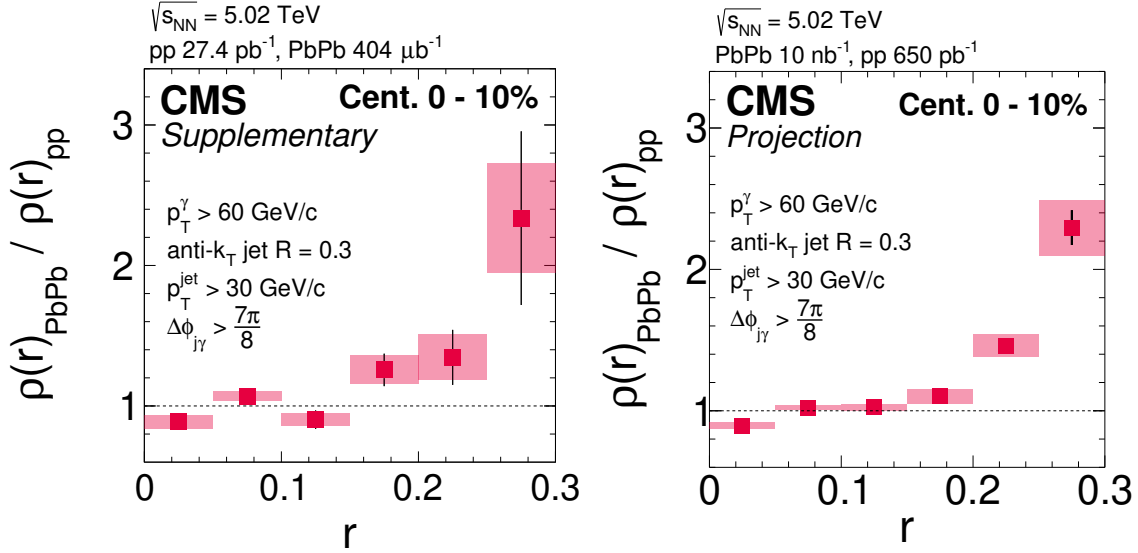 √sNN = 5.02 TeV
pp 27.4 pb-1, PbPb 404 μb-1
CMS
Cent. 0 - 10%
Supplementary
pTγ > 60 GeV/c
anti-kT jet R = 0.3
pTjet > 30 GeV/c
Δϕjγ > 7π/8
ρ(r)PbPb / ρ(r)pp
3
2
1
0 0.1 0.2 0.3
r
√sNN = 5.02 TeV
PbPb 10 nb-1, pp 650 pb-1
CMS
Cent. 0 - 10%
Projection
pTγ > 60 GeV/c
anti-kT jet R = 0.3
pTjet > 30 GeV/c
Δϕjγ > 7π/8
ρ(r)PbPb / ρ(r)pp
3
2
1
0 0.1 0.2 0.3
r